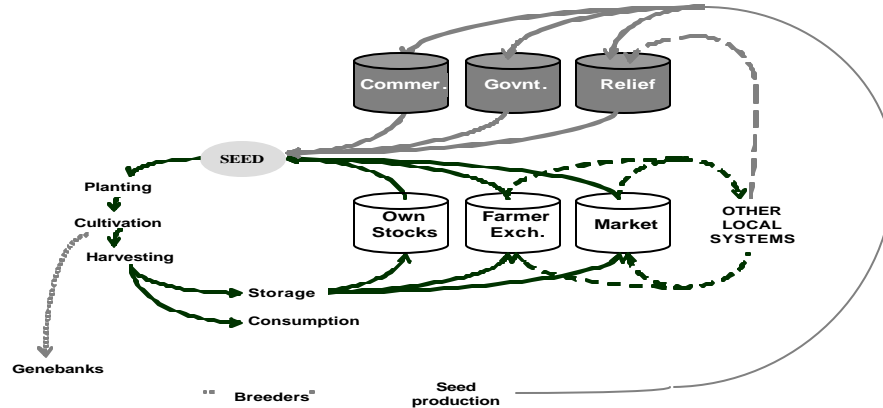 Commer.
Govnt.
Relief
SEED
Planting
Cultivation
Harvesting
Own
Stocks
Farmer
Exch.
Market
OTHER
LOCAL
SYSTEMS
Storage
Consumption
Genebanks
Breeders
Seed
production